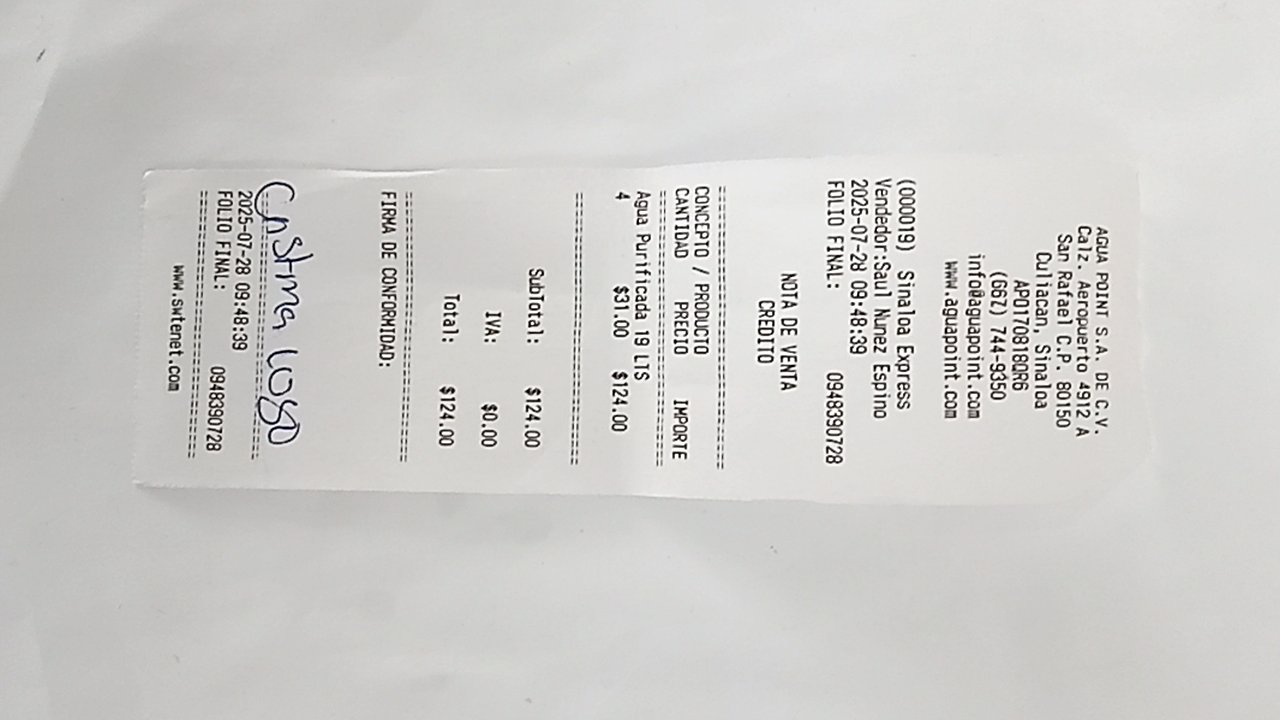 AGUA POINT S.A. DE C.V.
Calz. Aeropuerto 4912 A
San Rafael C.P. 80150
Culiacan, Sinaloa
APO170818QR6
(667) 744-9350
info@aguapoint.com
www.aguapoint.com
(000019) Sinaloa Express
Vendedor:Saul Nunez Espino
2025-07-28 09:48:39
FOLIO FINAL: 0948390728
NOTA DE VENTA
CREDITO
CONCEPTO / PRODUCTO
CANTIDAD PRECIO IMPORTE
Agua Purificada 19 LTS
4 $31.00 $124.00
SubTotal: $124.00
IVA: $0.00
Total: $124.00
FIRMA DE CONFORMIDAD:
2025-07-28 09:48:39
FOLIO FINAL: 0948390728
www.swtenet.com